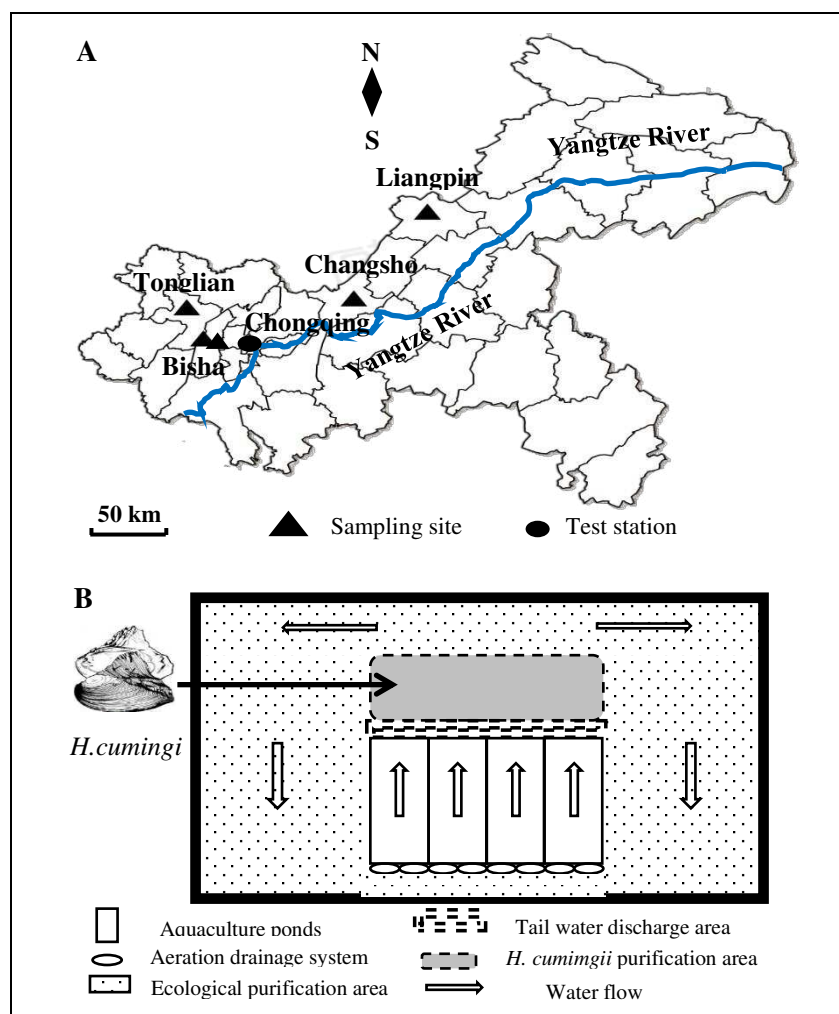 A
N
S
Yangtze River
Liangpin
Changsho
Tonglian
Chongqing
Yangtze River
Bisha
50 km
Sampling site
Test station
B
H.cumingi
Aquaculture ponds
Tail water discharge area
Aeration drainage system
H. cumimgii purification area
Ecological purification area
Water flow